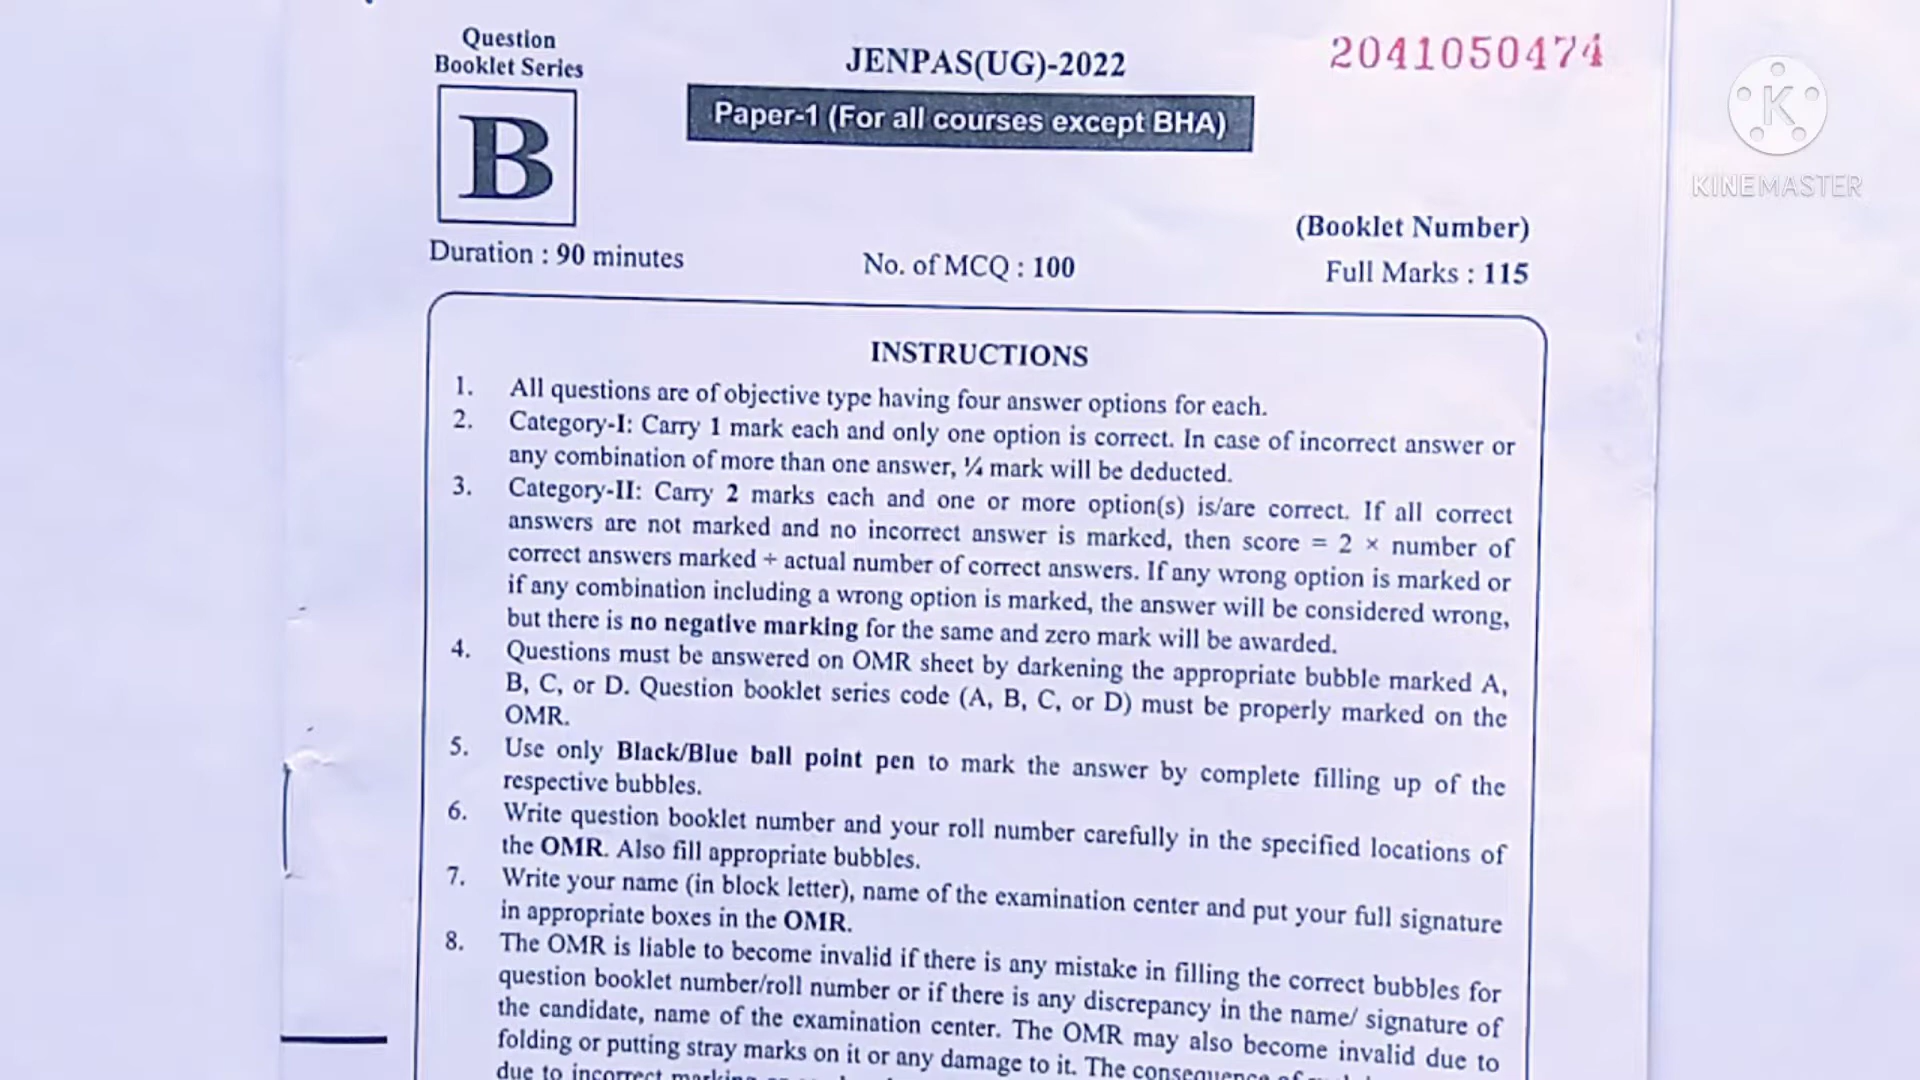 Question
Booklet Series
B
JENPAS(UG)-2022
Paper-1 (For all courses except BHA)
2041050474
K
KINEMASTER
(Booklet Number)
Duration : 90 minutes
No. of MCQ : 100
Full Marks : 115
INSTRUCTIONS
1. All questions are of objective type having four answer options for each.
2. Category-I: Carry 1 mark each and only one option is correct. In case of incorrect answer or
any combination of more than one answer, ¼ mark will be deducted.
3. Category-II: Carry 2 marks each and one or more option(s) is/are correct. If all correct
answers are not marked and no incorrect answer is marked, then score = 2 × number of
correct answers marked ÷ actual number of correct answers. If any wrong option is marked or
if any combination including a wrong option is marked, the answer will be considered wrong,
but there is no negative marking for the same and zero mark will be awarded.
4. Questions must be answered on OMR sheet by darkening the appropriate bubble marked A,
B, C, or D. Question booklet series code (A, B, C, or D) must be properly marked on the
OMR.
5. Use only Black/Blue ball point pen to mark the answer by complete filling up of the
respective bubbles.
6. Write question booklet number and your roll number carefully in the specified locations of
the OMR. Also fill appropriate bubbles.
7. Write your name (in block letter), name of the examination center and put your full signature
in appropriate boxes in the OMR.
8. The OMR is liable to become invalid if there is any mistake in filling the correct bubbles for
question booklet number/roll number or if there is any discrepancy in the name/ signature of
the candidate, name of the examination center. The OMR may also become invalid due to
folding or putting stray marks on it or any damage to it. The consequence of
due to incorrect marking